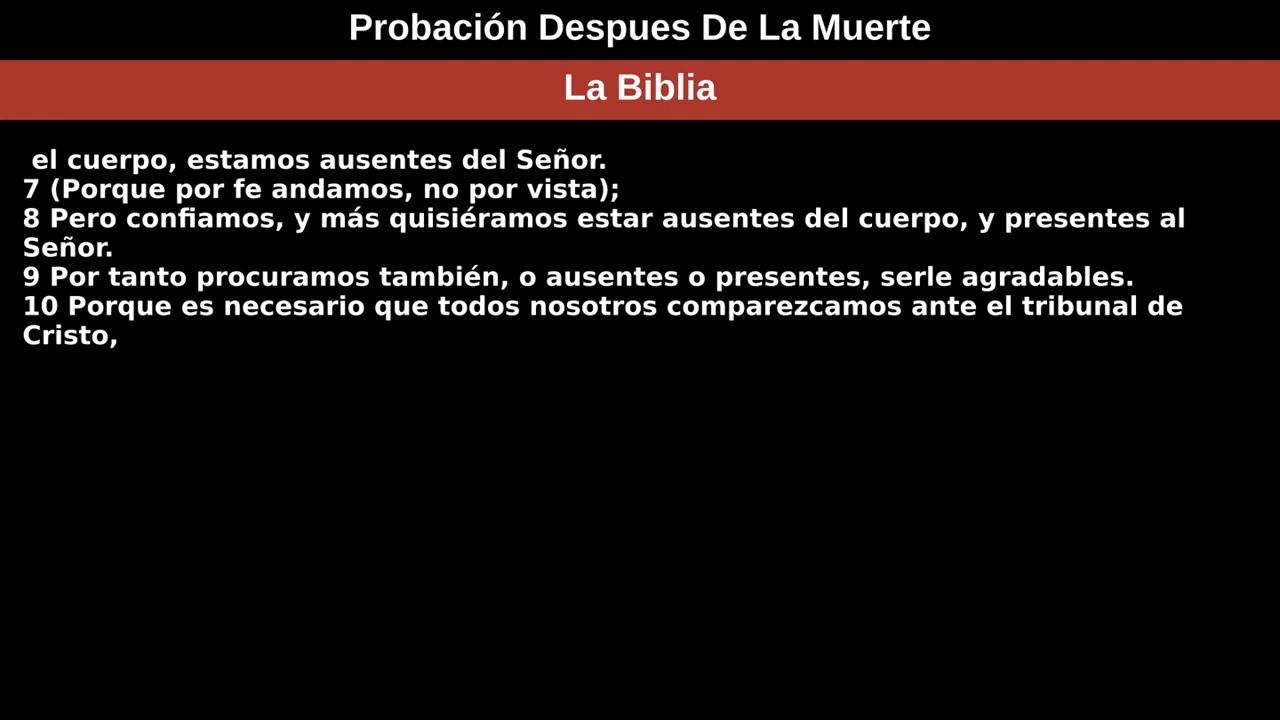 Probación Despues De La Muerte
La Biblia
el cuerpo, estamos ausentes del Señor.
7 (Porque por fe andamos, no por vista);
8 Pero confiamos, y más quisiéramos estar ausentes del cuerpo, y presentes al
Señor.
9 Por tanto procuramos también, o ausentes o presentes, serle agradables.
10 Porque es necesario que todos nosotros comparezcamos ante el tribunal de
Cristo,